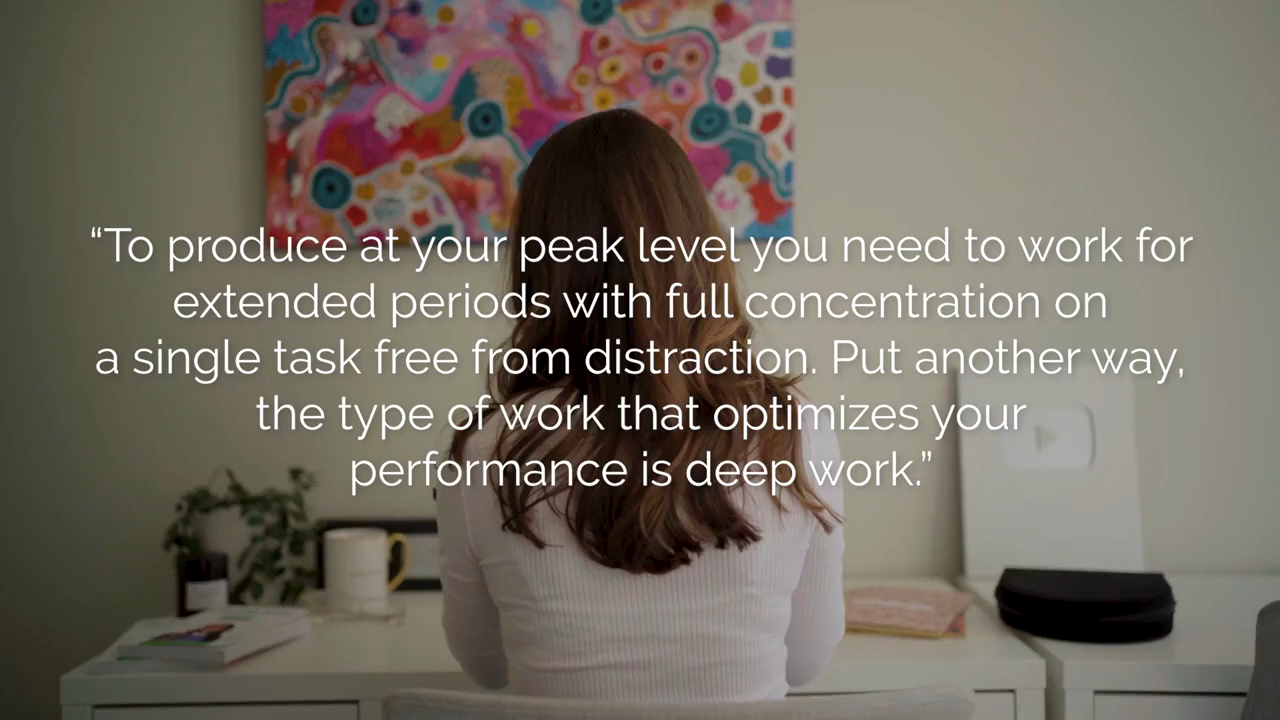 “To produce at your peak level you need to work for
extended periods with full concentration on
a single task free from distraction. Put another way,
the type of work that optimizes your
performance is deep work.”